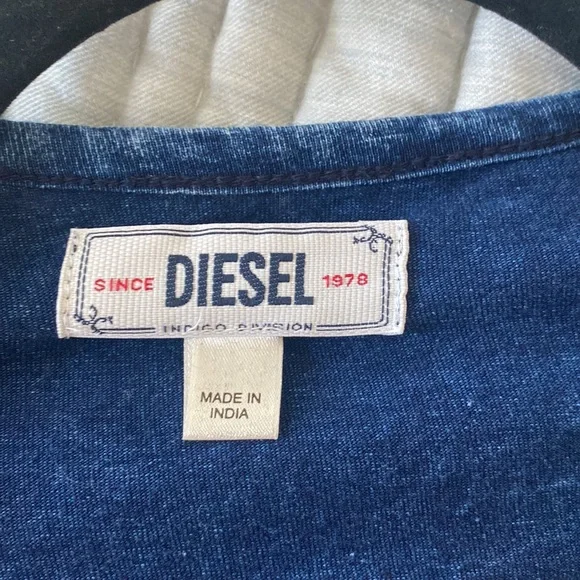 SINCE DIESEL 1978
INDIGO DIVISION
MADE IN
INDIA